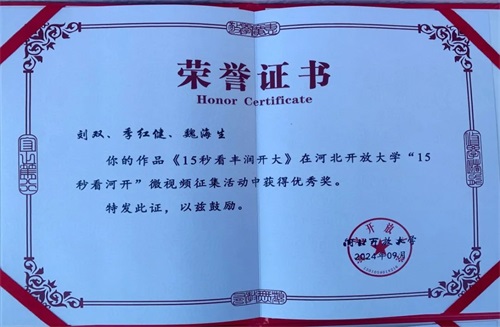 荣誉证书
Honor Certificate
刘双、季红健、魏海生
你的作品《15秒看丰润开大》在河北开放大学“15
秒看河开”微视频征集活动中获得优秀奖。
特发此证，以兹鼓励。
河北开放大学
2024年09月